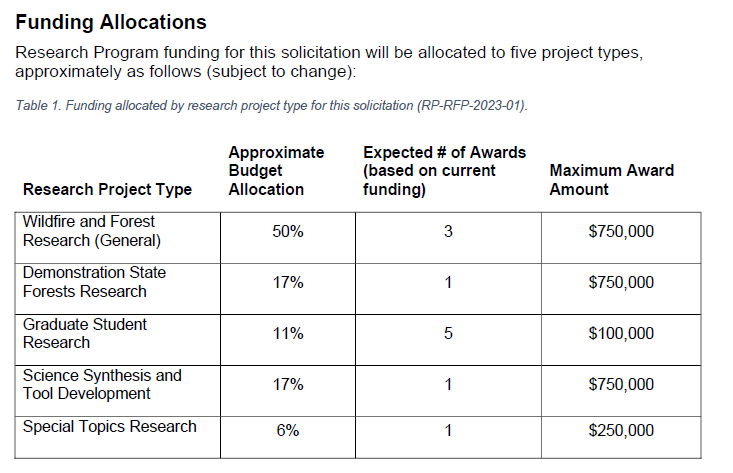 Funding Allocations
Research Program funding for this solicitation will be allocated to five project types,
approximately as follows (subject to change):
Table 1. Funding allocated by research project type for this solicitation (RP-RFP-2023-01).
Research Project Type
Approximate
Budget
Allocation
Expected # of Awards
(based on current
funding)
Maximum Award
Amount
Wildfire and Forest
Research (General)
50%
3
$750,000
Demonstration State
Forests Research
17%
1
$750,000
Graduate Student
Research
11%
5
$100,000
Science Synthesis and
Tool Development
17%
1
$750,000
Special Topics Research
6%
1
$250,000